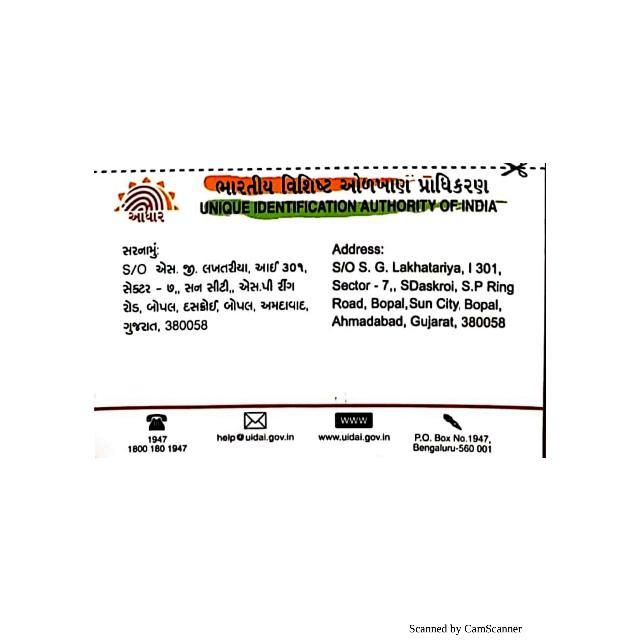 ભારતીય વિશિષ્ટ ઓળખાણ પ્રાધિકરણ
આધાર
UNIQUE IDENTIFICATION AUTHORITY OF INDIA
સરનામું:
S/O એસ. જી. લખતરીયા, આઈ ૩૦૧,
સેક્ટર - ૭,, સન સીટી,, એસ.પી રીંગ
રોડ, બોપલ, દસક્રોઈ, બોપલ, અમદાવાદ,
ગુજરાત, 380058
Address:
S/O S. G. Lakhatariya, I 301,
Sector - 7,, SDaskroi, S.P Ring
Road, Bopal,Sun City, Bopal,
Ahmadabad, Gujarat, 380058
1947
1800 180 1947
help@uidai.gov.in
WWW
www.uidai.gov.in
P.O. Box No.1947,
Bengaluru-560 001
Scanned by CamScanner